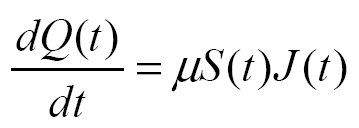 dQ(t)/dt = μS(t)J(t)